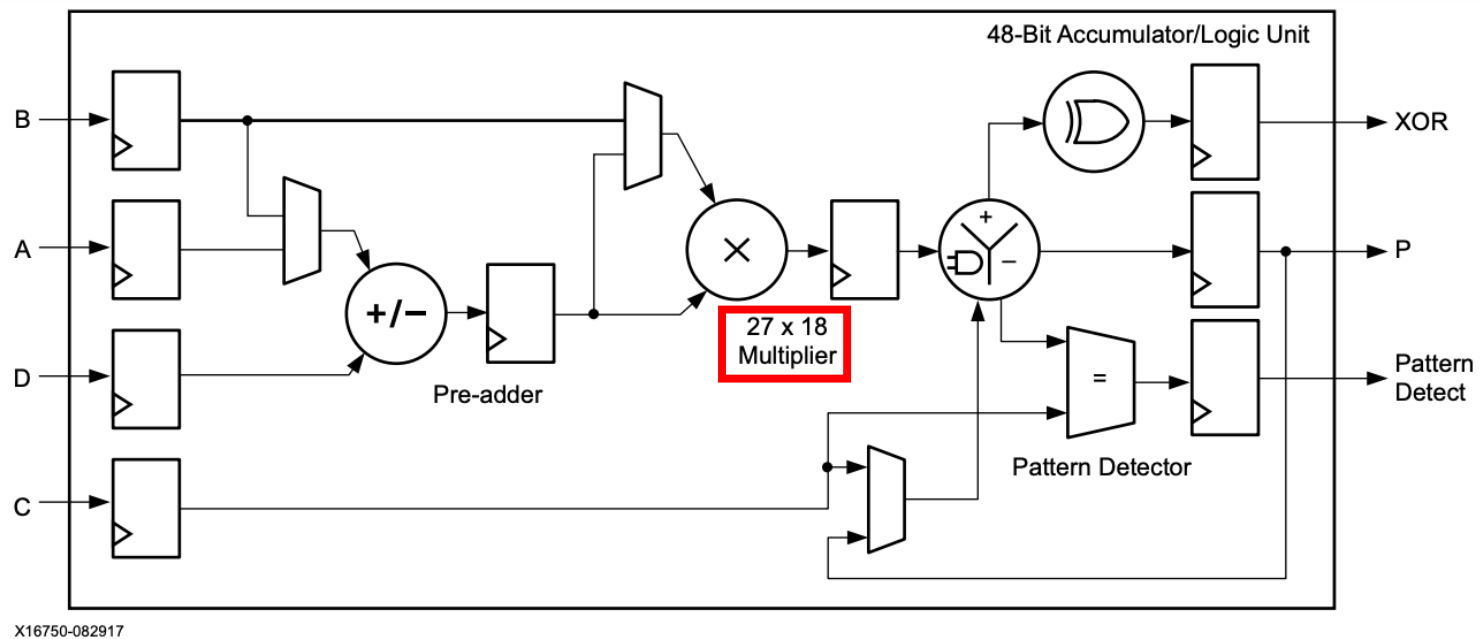 48-Bit Accumulator/Logic Unit
B
XOR
A
+
−
P
27 x 18
Multiplier
+/−
D
Pre-adder
=
Pattern
Detect
Pattern Detector
C
X16750-082917